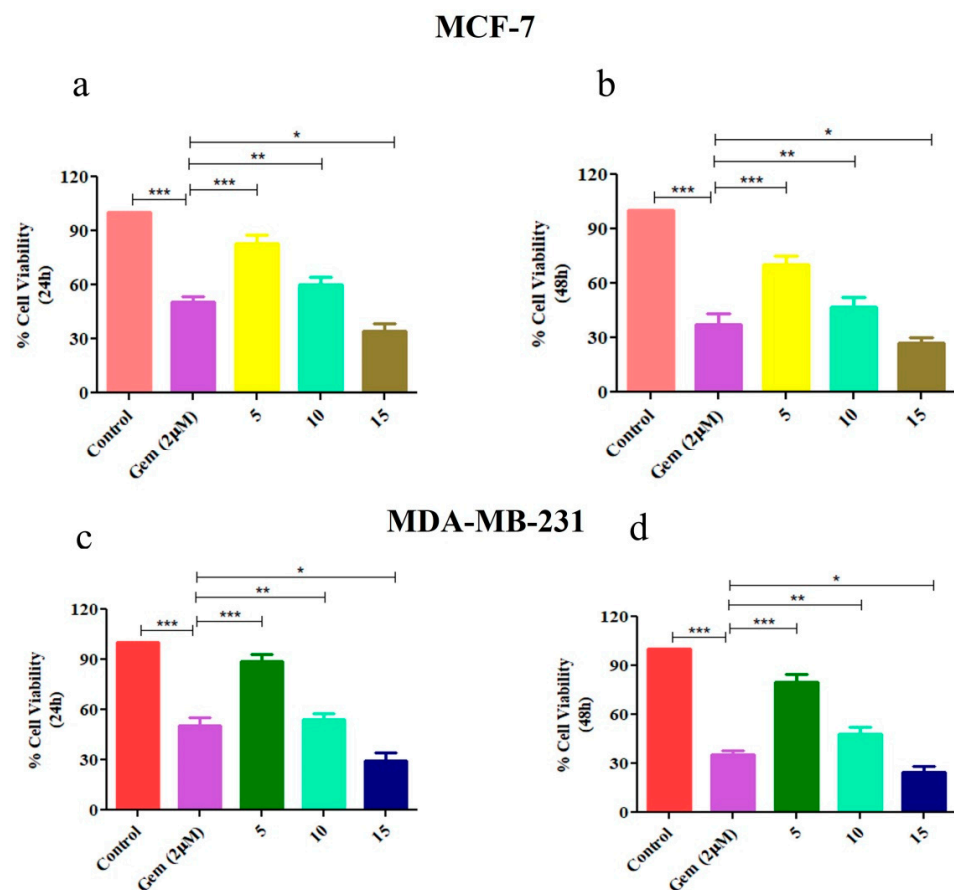 MCF-7
a
*
**
***
***
120
90
60
30
0
% Cell Viability
(24h)
Control
Gem (2μM)
5
10
15
b
*
**
***
***
120
90
60
30
0
% Cell Viability
(48h)
Control
Gem (2μM)
5
10
15
MDA-MB-231
c
*
**
***
***
120
90
60
30
0
% Cell Viability
(24h)
Control
Gem (2μM)
5
10
15
d
*
**
***
***
120
90
60
30
0
% Cell Viability
(48h)
Control
Gem (2μM)
5
10
15